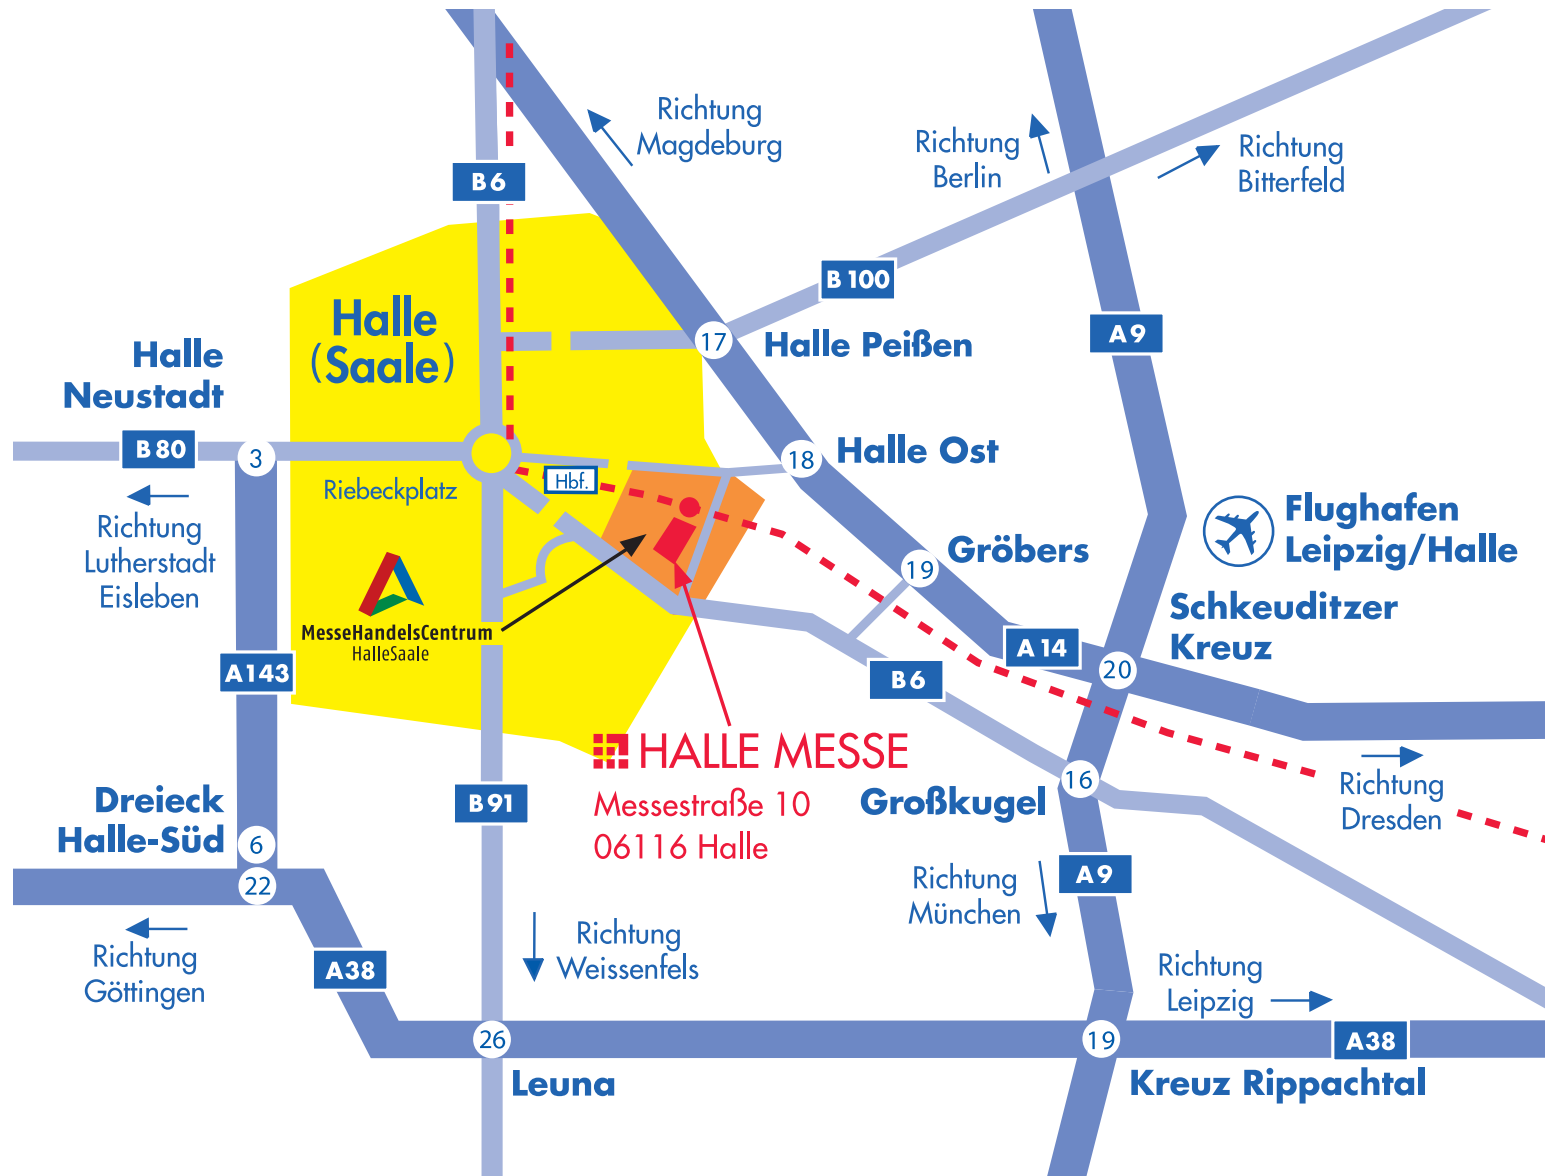 Richtung
Magdeburg
Richtung
Berlin
Richtung
Bitterfeld
B 6
B 100
A 9
Halle
(Saale)
17
Halle Peißen
Halle
Neustadt
B 80
3
Riebeckplatz
Hbf.
18
Halle Ost
Richtung
Lutherstadt
Eisleben
Flughafen
Leipzig/Halle
19
Gröbers
Schkeuditzer
Kreuz
MesseHandelsCentrum
HalleSaale
A 14
20
A143
B 6
HALLE MESSE
Messestraße 10
06116 Halle
16
Großkugel
Richtung
Dresden
Dreieck
Halle-Süd
6
22
B 91
A 9
Richtung
München
Richtung
Göttingen
A38
Richtung
Weissenfels
Richtung
Leipzig
26
Leuna
19
A38
Kreuz Rippachtal